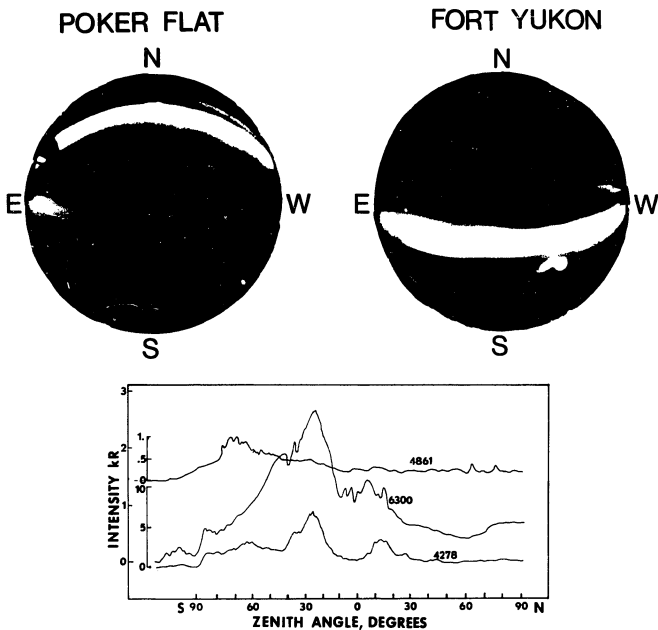 POKER FLAT
FORT YUKON
N
N
E
W
E
W
S
S
3
2
1
0
INTENSITY kR
1.
.5
0
10
5
0
4861
6300
4278
S 90 60 30 0 30 60 90 N
ZENITH ANGLE, DEGREES